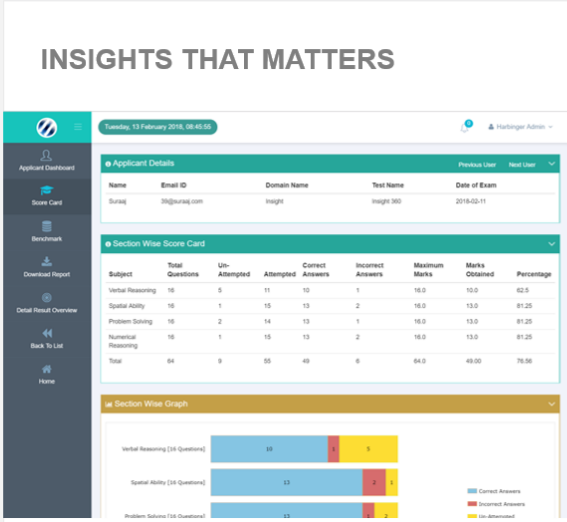 INSIGHTS THAT MATTERS
Tuesday, 13 February 2018, 08:45:55
0
Harbinger Admin
Applicant Dashboard
Score Card
Benchmark
Download Report
Detail Result Overview
Back To List
Home
Applicant Details Previous User Next User
Name Email ID Domain Name Test Name Date of Exam
Suraaj 39@suraaj.com Insight Insight 360 2018-02-11
Section Wise Score Card
Subject Total Questions Un-Attempted Attempted Correct Answers Incorrect Answers Maximum Marks Marks Obtained Percentage
Verbal Reasoning 16 5 11 10 1 16.0 10.0 62.5
Spatial Ability 16 1 15 13 2 16.0 13.0 81.25
Problem Solving 16 2 14 13 1 16.0 13.0 81.25
Numerical Reasoning 16 1 15 13 2 16.0 13.0 81.25
Total 64 9 55 49 6 64.0 49.00 76.56
Section Wise Graph
Verbal Reasoning [16 Questions] 10 1 5
Spatial Ability [16 Questions] 13 2 1
Problem Solving [16 Questions] 13 1 2
Correct Answers
Incorrect Answers
Un-Attempted